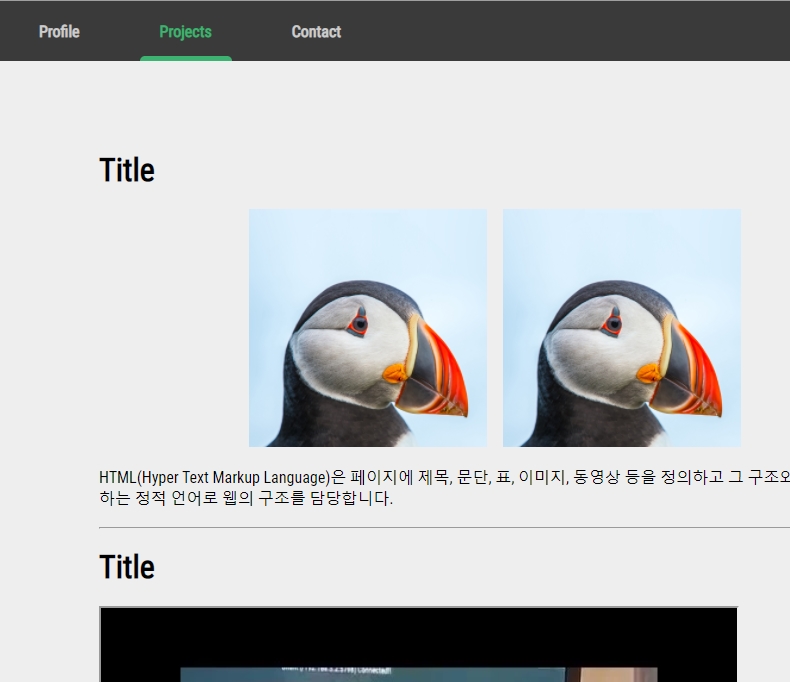 Profile Projects Contact
Title
HTML(Hyper Text Markup Language)은 페이지에 제목, 문단, 표, 이미지, 동영상 등을 정의하고 그 구조와
하는 정적 언어로 웹의 구조를 담당합니다.
Title